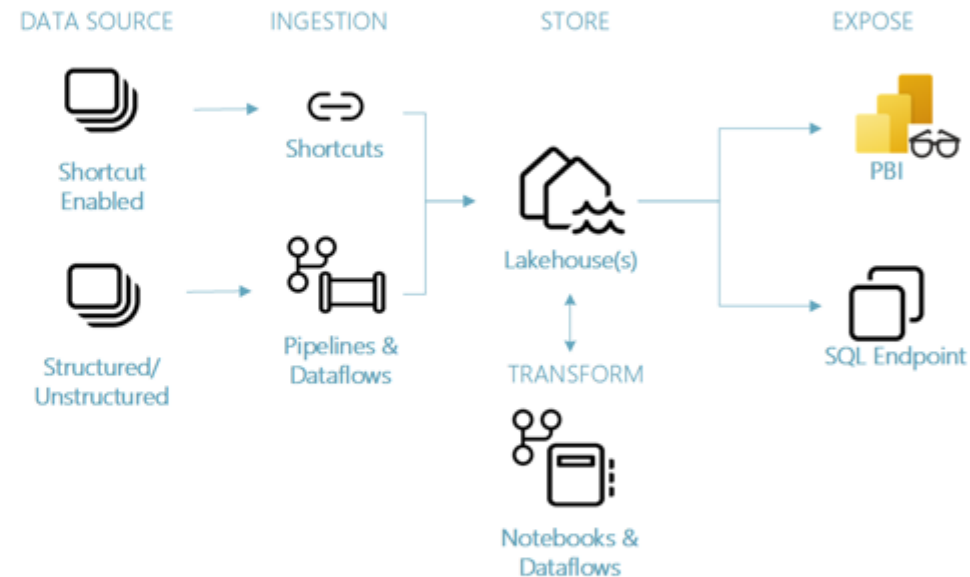 DATA SOURCE
INGESTION
STORE
EXPOSE
Shortcut
Enabled
Shortcuts
PBI
Lakehouse(s)
Structured/
Unstructured
Pipelines &
Dataflows
SQL Endpoint
TRANSFORM
Notebooks &
Dataflows